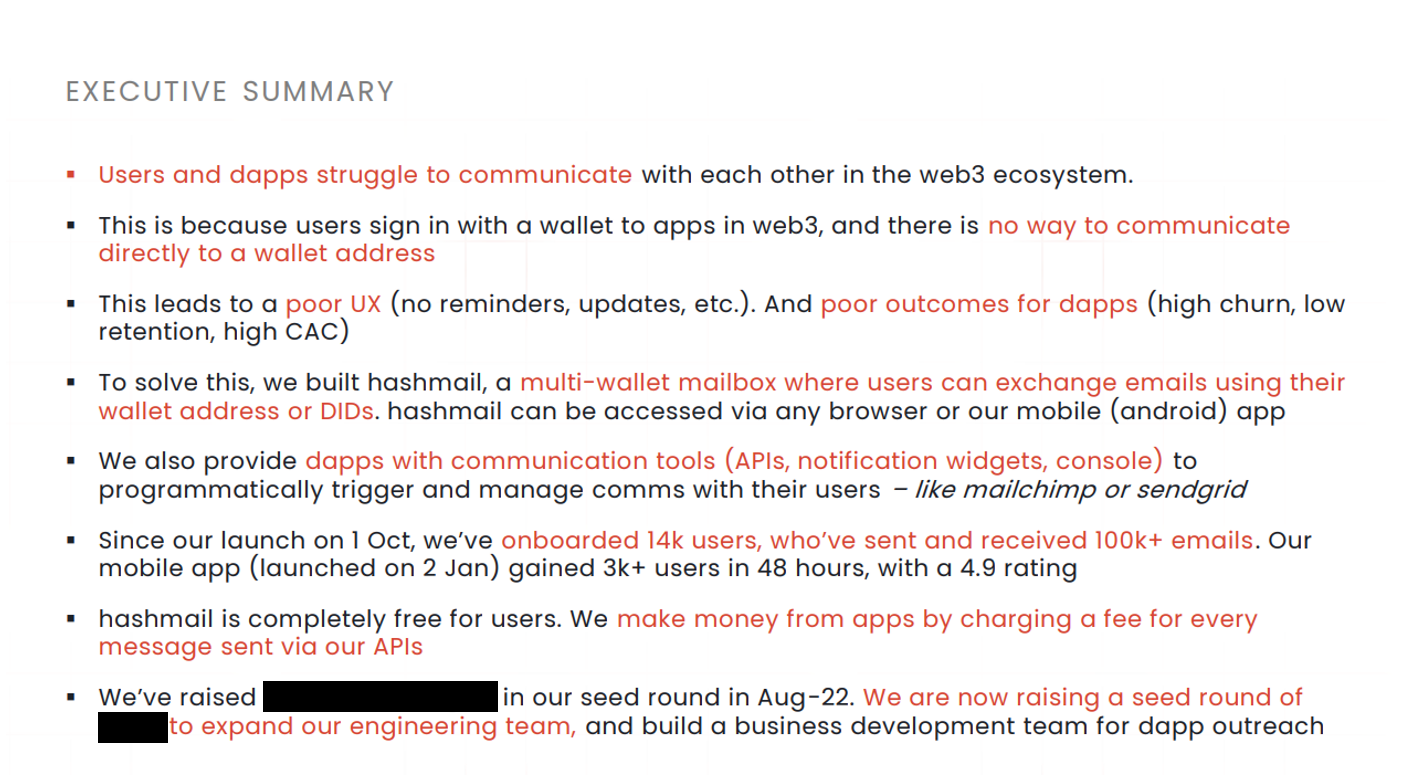 EXECUTIVE SUMMARY
▪ Users and dapps struggle to communicate with each other in the web3 ecosystem.
▪ This is because users sign in with a wallet to apps in web3, and there is no way to communicate
directly to a wallet address
▪ This leads to a poor UX (no reminders, updates, etc.). And poor outcomes for dapps (high churn, low
retention, high CAC)
▪ To solve this, we built hashmail, a multi-wallet mailbox where users can exchange emails using their
wallet address or DIDs. hashmail can be accessed via any browser or our mobile (android) app
▪ We also provide dapps with communication tools (APIs, notification widgets, console) to
programmatically trigger and manage comms with their users – like mailchimp or sendgrid
▪ Since our launch on 1 Oct, we’ve onboarded 14k users, who’ve sent and received 100k+ emails. Our
mobile app (launched on 2 Jan) gained 3k+ users in 48 hours, with a 4.9 rating
▪ hashmail is completely free for users. We make money from apps by charging a fee for every
message sent via our APIs
▪ We’ve raised in our seed round in Aug-22. We are now raising a seed round of
to expand our engineering team, and build a business development team for dapp outreach